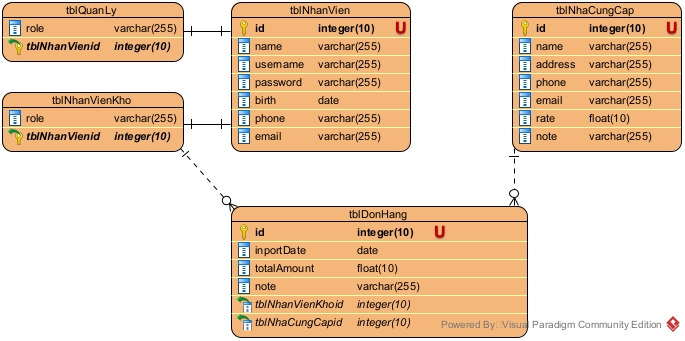 tblQuanLy
role varchar(255)
tblNhanVienid integer(10)
tblNhanVienKho
role varchar(255)
tblNhanVienid integer(10)
tblNhanVien
id integer(10) U
name varchar(255)
username varchar(255)
password varchar(255)
birth date
phone varchar(255)
email varchar(255)
tblNhaCungCap
id integer(10) U
name varchar(255)
address varchar(255)
phone varchar(255)
email varchar(255)
rate float(10)
note varchar(255)
tblDonHang
id integer(10) U
inportDate date
totalAmount float(10)
note varchar(255)
tblNhanVienKhoid integer(10)
tblNhaCungCapid integer(10)
Powered By Visual Paradigm Community Edition